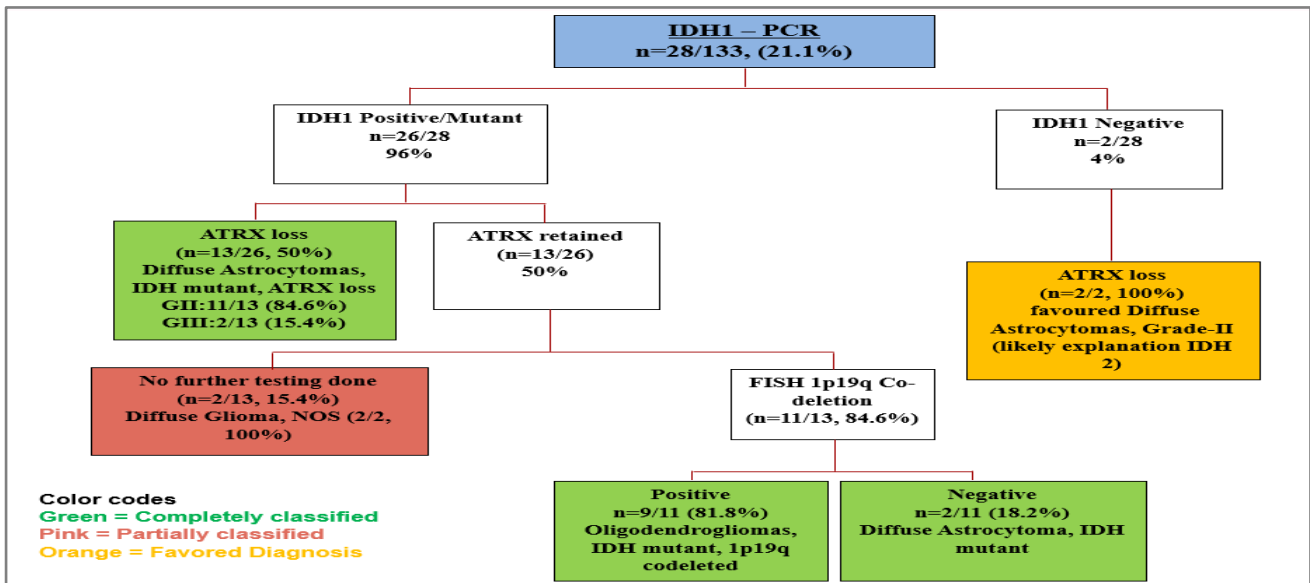 IDH1 – PCR
n=28/133, (21.1%)
IDH1 Positive/Mutant
n=26/28
96%
IDH1 Negative
n=2/28
4%
ATRX loss
(n=13/26, 50%)
Diffuse Astrocytomas,
IDH mutant, ATRX loss
GII:11/13 (84.6%)
GIII:2/13 (15.4%)
ATRX retained
(n=13/26)
50%
ATRX loss
(n=2/2, 100%)
favoured Diffuse
Astrocytomas, Grade-II
(likely explanation IDH
2)
No further testing done
(n=2/13, 15.4%)
Diffuse Glioma, NOS (2/2,
100%)
FISH 1p19q Co-
deletion
(n=11/13, 84.6%)
Positive
n=9/11 (81.8%)
Oligodendrogliomas,
IDH mutant, 1p19q
codeleted
Negative
n=2/11 (18.2%)
Diffuse Astrocytoma, IDH
mutant
Color codes
Green = Completely classified
Pink = Partially classified
Orange = Favored Diagnosis